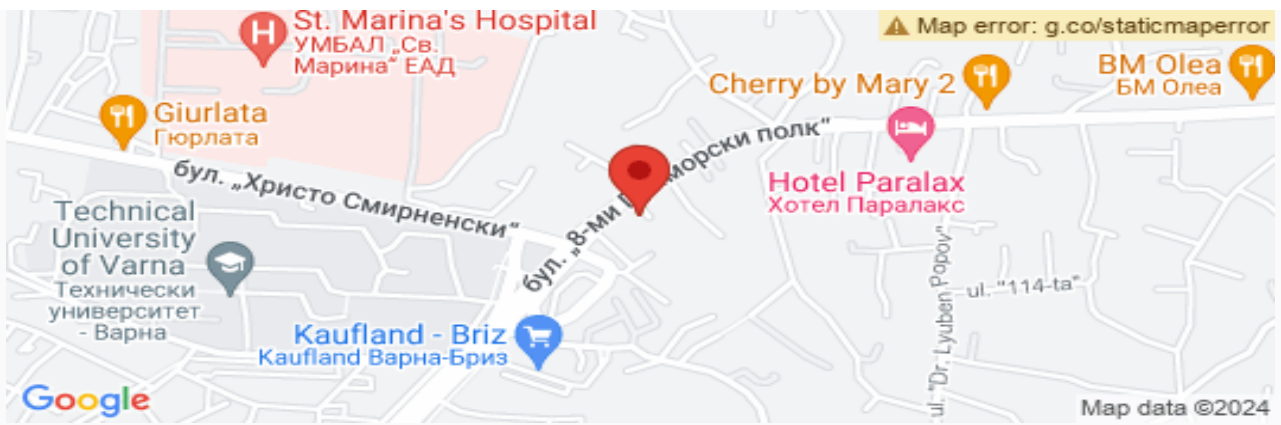 St. Marina's Hospital
УМБАЛ „Св.
Марина“ ЕАД
Map error: g.co/staticmaperror
Cherry by Mary 2
BM Olea
БМ Олеа
Giurlata
Гюрлата
бул. „8-ми П морски полк“
Hotel Paralax
Хотел Паралакс
бул. „Христо Смирненски“
Technical
University
of Varna
Технически
университет
- Варна
ul. "Dr. Lyuben Popov"
ul. "114-ta"
Kaufland - Briz
Kaufland Варна-Бриз
Google
Map data ©2024